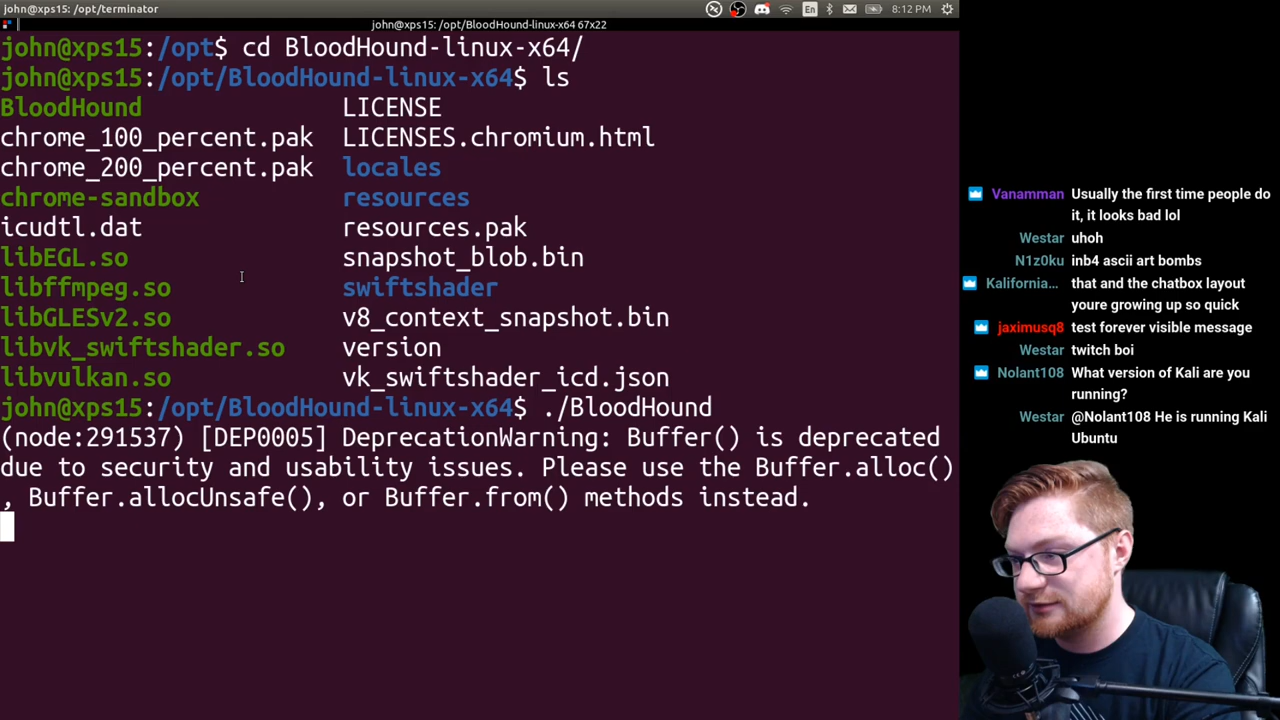 john@xps15: /opt/terminator
En
8:12 PM
john@xps15: /opt/BloodHound-linux-x64 67x22
john@xps15:/opt$ cd BloodHound-linux-x64/
john@xps15:/opt/BloodHound-linux-x64$ ls
BloodHound LICENSE
chrome_100_percent.pak LICENSES.chromium.html
chrome_200_percent.pak locales
chrome-sandbox resources
icudtl.dat resources.pak
libEGL.so snapshot_blob.bin
libffmpeg.so swiftshader
libGLESv2.so v8_context_snapshot.bin
libvk_swiftshader.so version
libvulkan.so vk_swiftshader_icd.json
john@xps15:/opt/BloodHound-linux-x64$ ./BloodHound
(node:291537) [DEP0005] DeprecationWarning: Buffer() is deprecated
due to security and usability issues. Please use the Buffer.alloc()
, Buffer.allocUnsafe(), or Buffer.from() methods instead.
Vanamman Usually the first time people do
it, it looks bad lol
Westar uhoh
N1z0ku inb4 ascii art bombs
Kalifornia... that and the chatbox layout
youre growing up so quick
jaximusq8 test forever visible message
Westar twitch boi
Nolant108 What version of Kali are you
running?
Westar @Nolant108 He is running Kali
Ubuntu